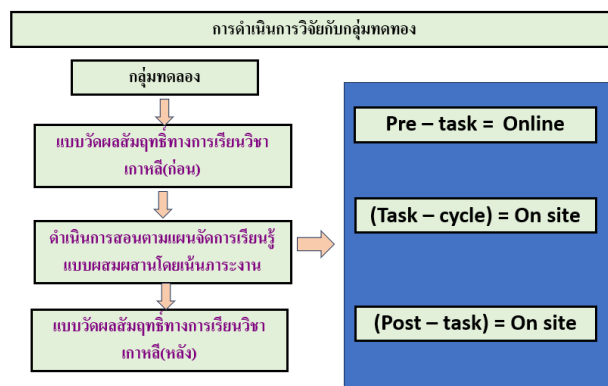 การดำเนินการวิจัยกับกลุ่มทดทอง
กลุ่มทดลอง
แบบวัดผลสัมฤทธิ์ทางการเรียนวิชา
เกาหลี(ก่อน)
ดำเนินการสอนตามแผนจัดการเรียนรู้
แบบผสมผสานโดยเน้นภาระงาน
แบบวัดผลสัมฤทธิ์ทางการเรียนวิชา
เกาหลี(หลัง)
Pre – task = Online
(Task – cycle) = On site
(Post – task) = On site